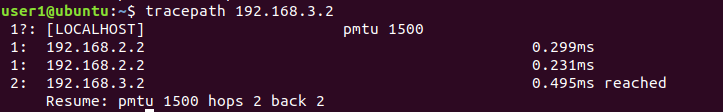 user1@ubuntu:~$ tracepath 192.168.3.2
1?: [LOCALHOST] pmtu 1500
1: 192.168.2.2 0.299ms
1: 192.168.2.2 0.231ms
2: 192.168.3.2 0.495ms reached
Resume: pmtu 1500 hops 2 back 2